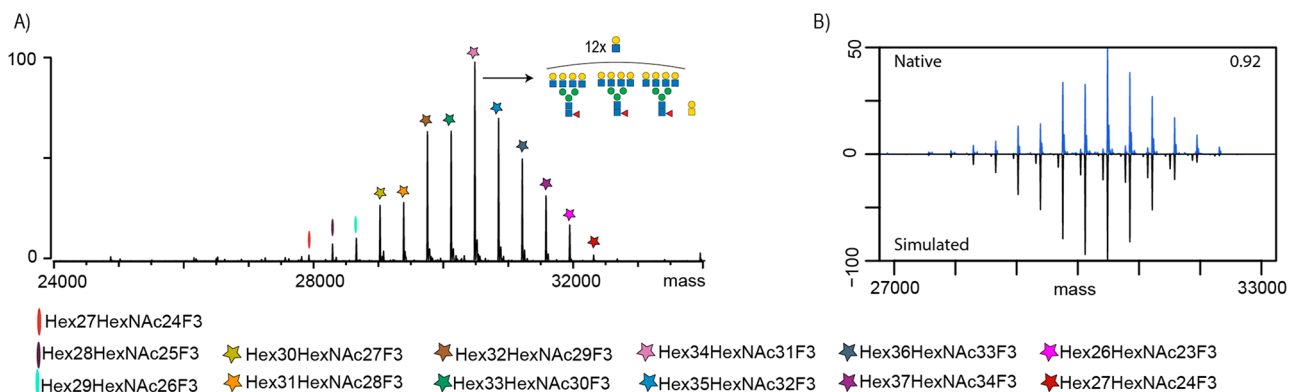 A)
B)
12x
100
0
24000
28000
32000
mass
50
Native
0.92
0
Simulated
-100
27000
mass
33000
Hex27HexNAc24F3
Hex28HexNAc25F3
Hex29HexNAc26F3
Hex30HexNAc27F3
Hex31HexNAc28F3
Hex32HexNAc29F3
Hex33HexNAc30F3
Hex34HexNAc31F3
Hex35HexNAc32F3
Hex36HexNAc33F3
Hex37HexNAc34F3
Hex26HexNAc23F3
Hex27HexNAc24F3